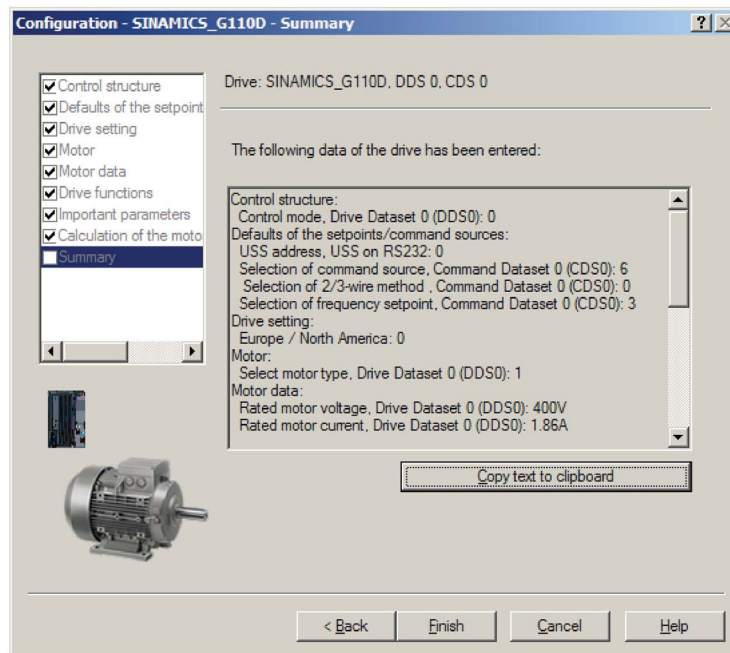 Configuration - SINAMICS_G110D - Summary
Control structure
Defaults of the setpoint
Drive setting
Motor
Motor data
Drive functions
Important parameters
Calculation of the moto
Summary
Drive: SINAMICS_G110D, DDS 0, CDS 0
The following data of the drive has been entered:
Control structure:
Control mode, Drive Dataset 0 (DDS0): 0
Defaults of the setpoints/command sources:
USS address, USS on RS232: 0
Selection of command source, Command Dataset 0 (CDS0): 6
Selection of 2/3-wire method , Command Dataset 0 (CDS0): 0
Selection of frequency setpoint, Command Dataset 0 (CDS0): 3
Drive setting:
Europe / North America: 0
Motor:
Select motor type, Drive Dataset 0 (DDS0): 1
Motor data:
Rated motor voltage, Drive Dataset 0 (DDS0): 400V
Rated motor current, Drive Dataset 0 (DDS0): 1.86A
Copy text to clipboard
< Back Finish Cancel Help